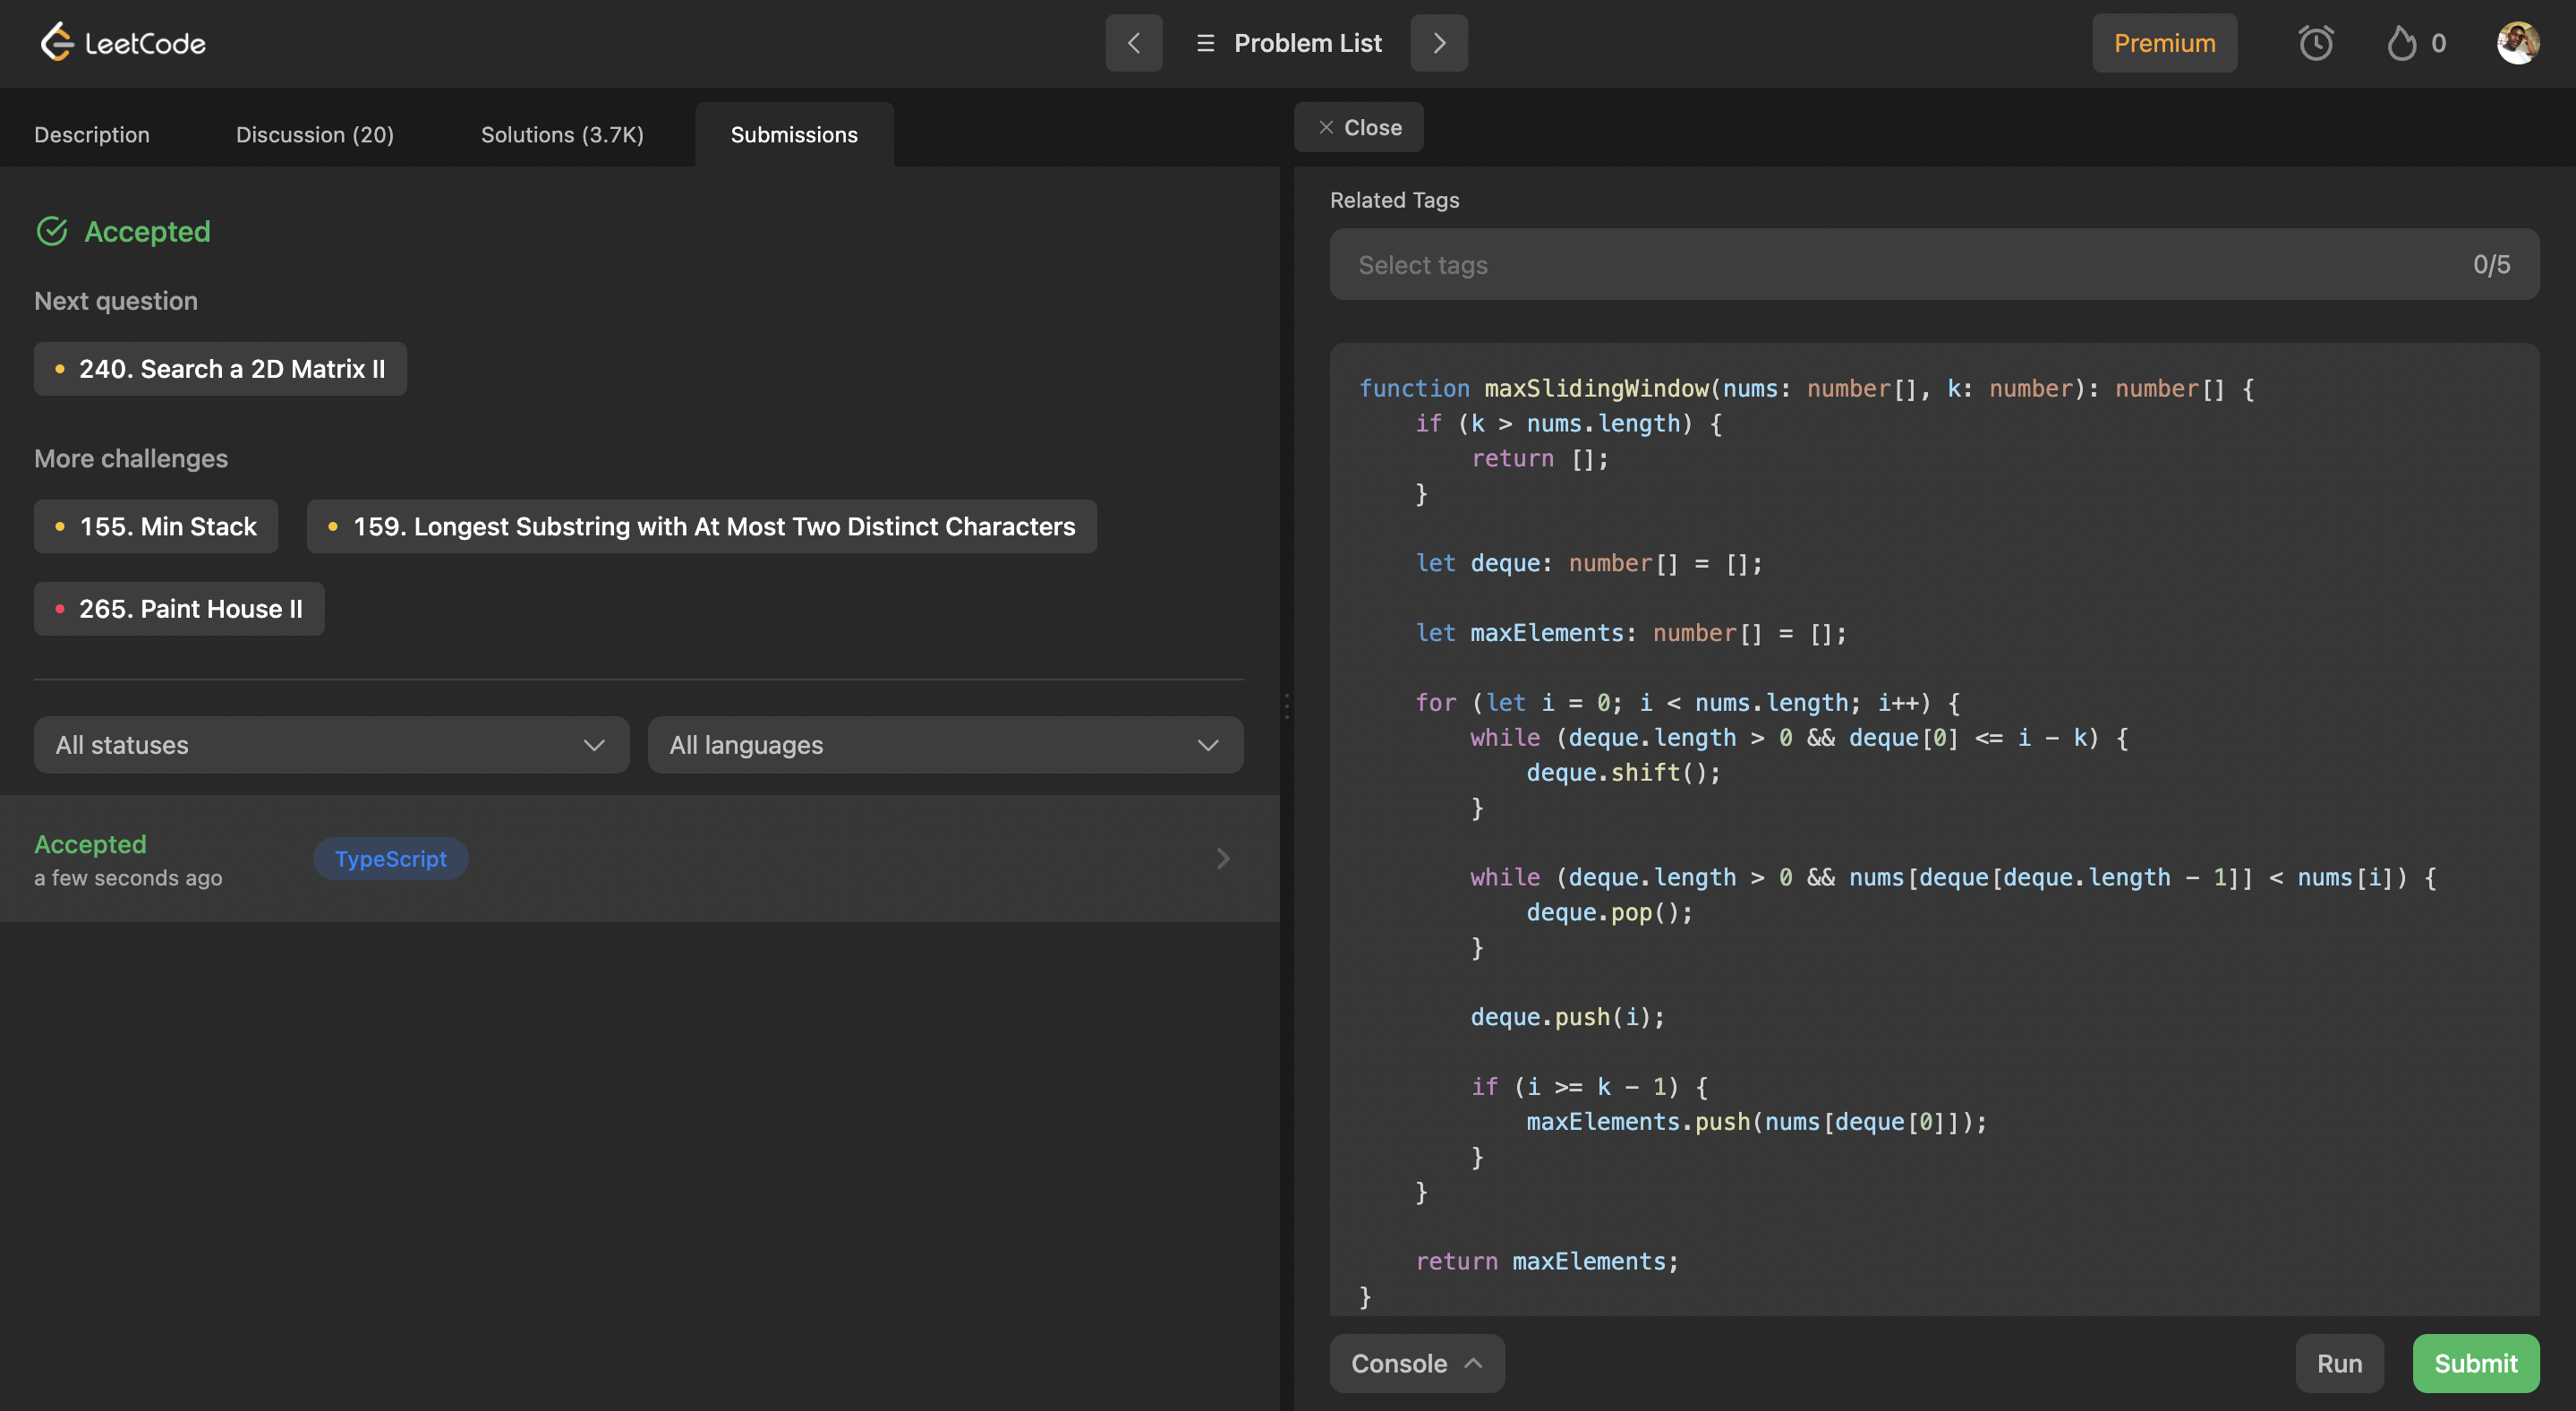 LeetCode
Problem List
Premium
0
Description
Discussion (20)
Solutions (3.7K)
Submissions
Close
Accepted
Next question
240. Search a 2D Matrix II
More challenges
155. Min Stack
159. Longest Substring with At Most Two Distinct Characters
265. Paint House II
All statuses
All languages
Accepted
a few seconds ago
TypeScript
Related Tags
Select tags
0/5
function maxSlidingWindow(nums: number[], k: number): number[] {
    if (k > nums.length) {
        return [];
    }

    let deque: number[] = [];

    let maxElements: number[] = [];

    for (let i = 0; i < nums.length; i++) {
        while (deque.length > 0 && deque[0] <= i - k) {
            deque.shift();
        }

        while (deque.length > 0 && nums[deque[deque.length - 1]] < nums[i]) {
            deque.pop();
        }

        deque.push(i);

        if (i >= k - 1) {
            maxElements.push(nums[deque[0]]);
        }
    }

    return maxElements;
}
Console
Run
Submit